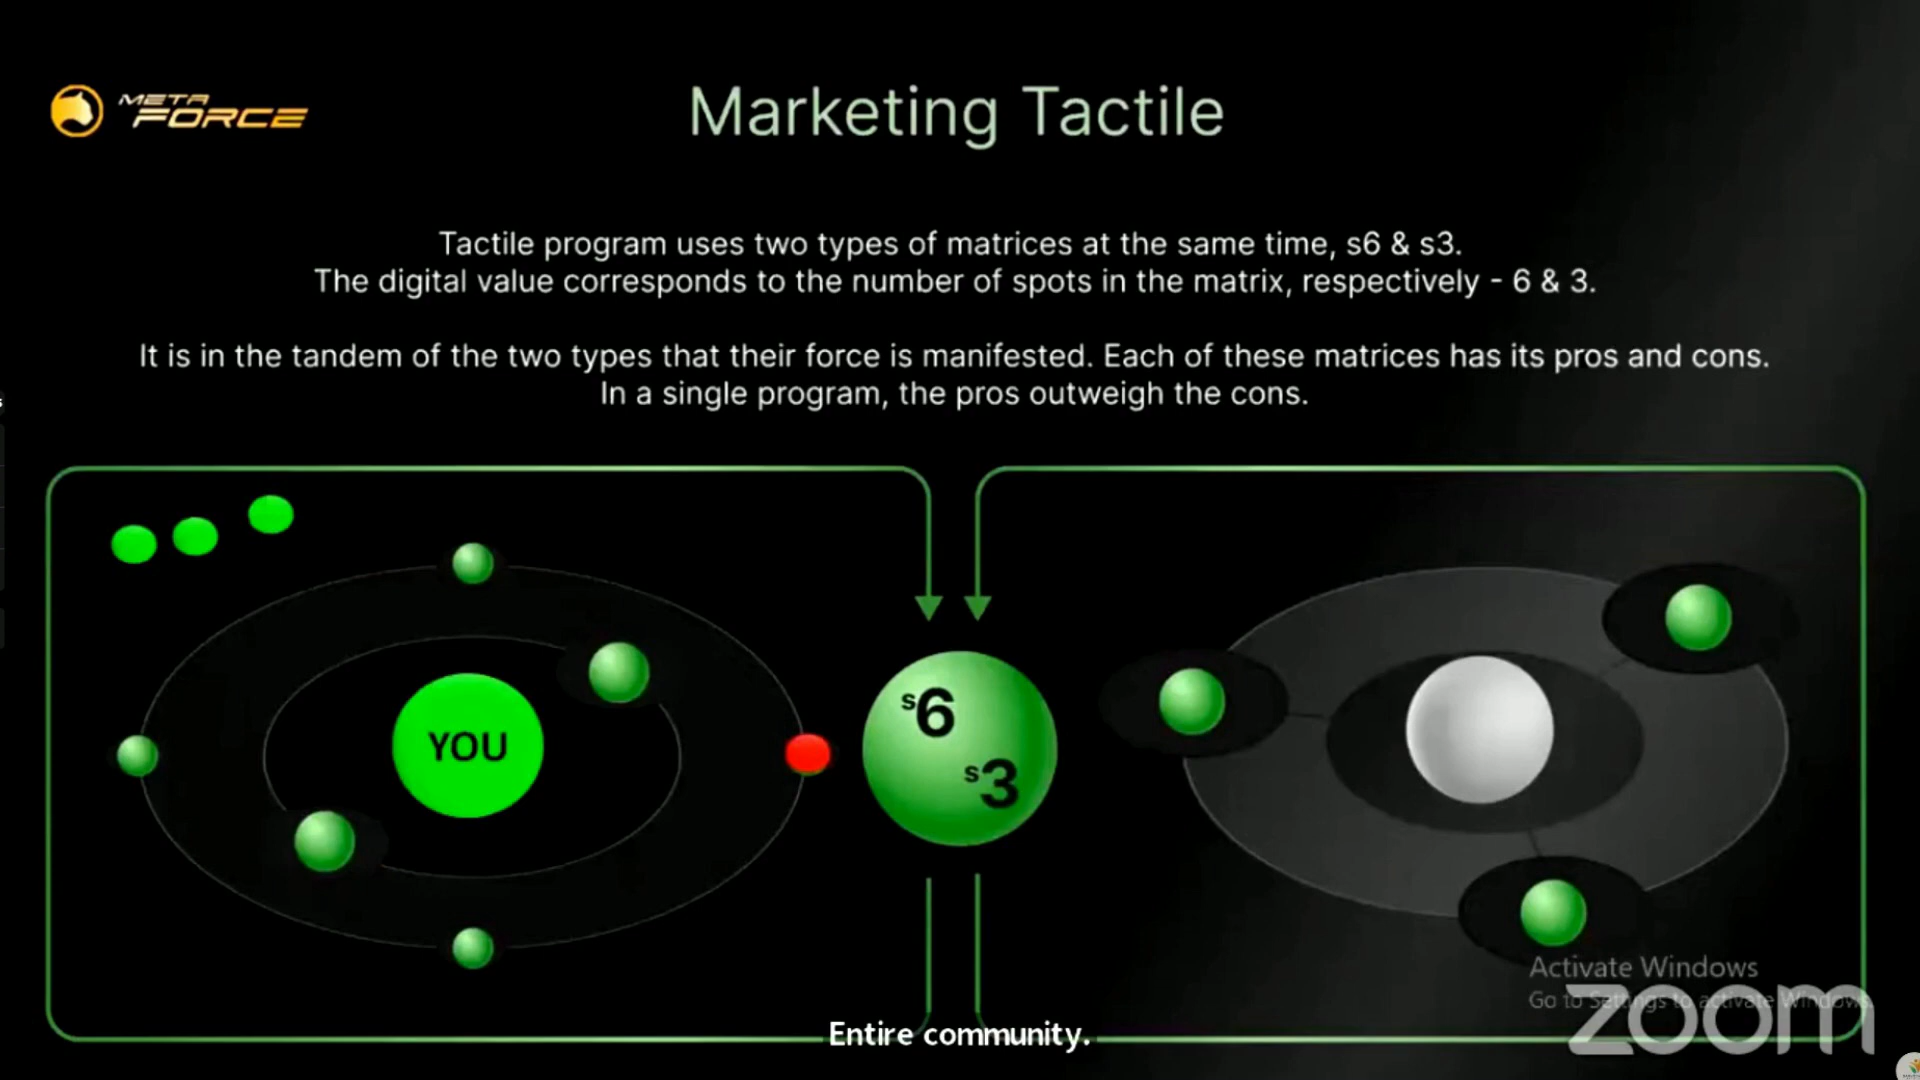 META
FORCE
Marketing Tactile
Tactile program uses two types of matrices at the same time, s6 & s3.
The digital value corresponds to the number of spots in the matrix, respectively - 6 & 3.
It is in the tandem of the two types that their force is manifested. Each of these matrices has its pros and cons.
In a single program, the pros outweigh the cons.
YOU
s6
s3
Activate Windows
Go to Settings to activate Windows.
zoom
Entire community.